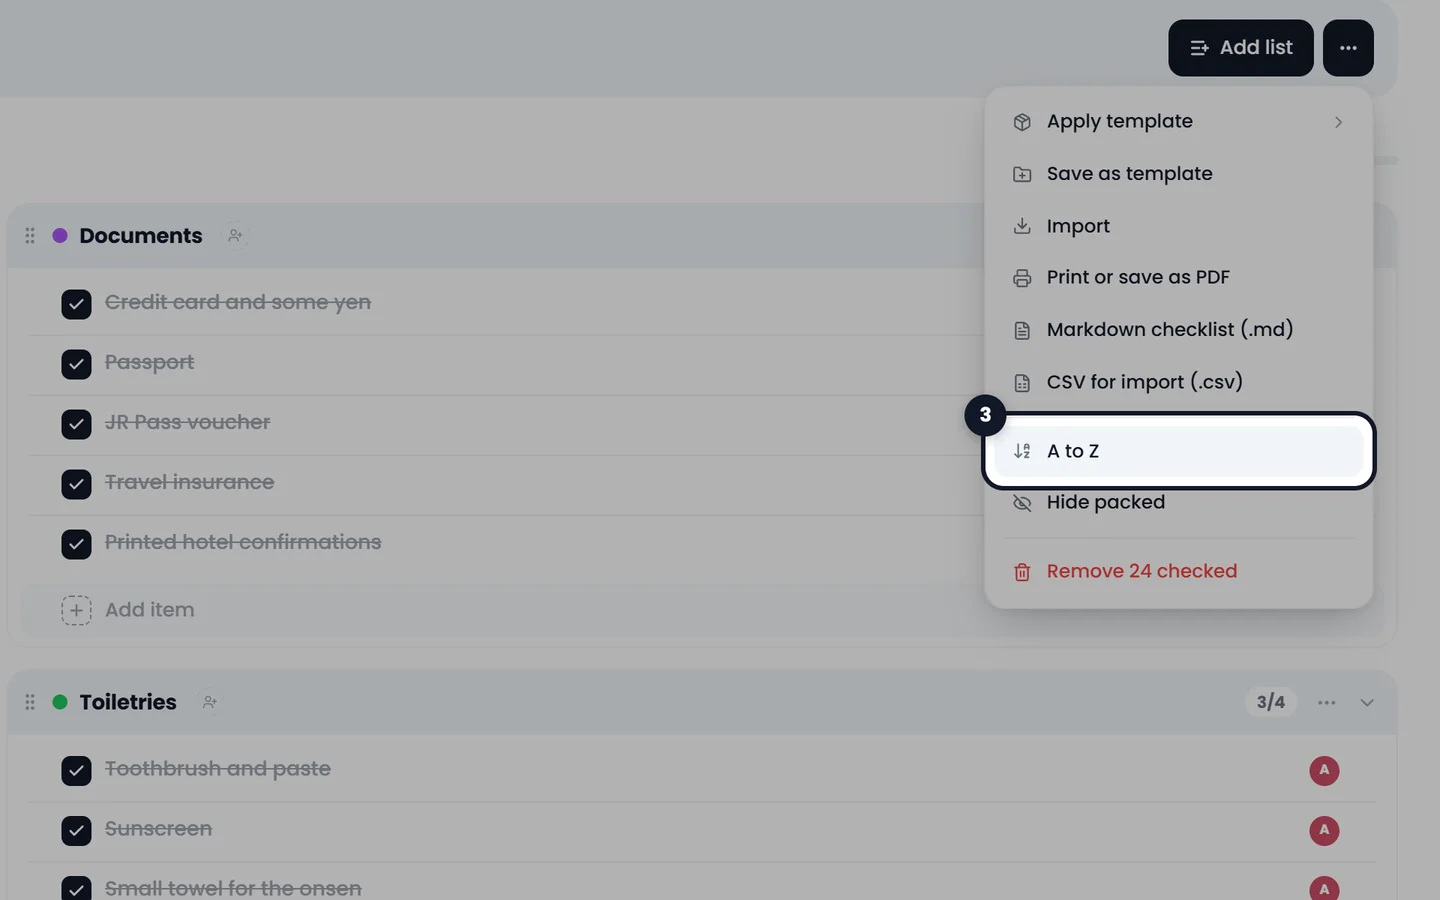 Add list
Apply template
Save as template
Import
Print or save as PDF
Markdown checklist (.md)
CSV for import (.csv)
3
A to Z
Hide packed
Remove 24 checked
Documents
Credit card and some yen
Passport
JR Pass voucher
Travel insurance
Printed hotel confirmations
Add item
Toiletries
3/4
Toothbrush and paste
A
Sunscreen
A
Small towel for the onsen
A